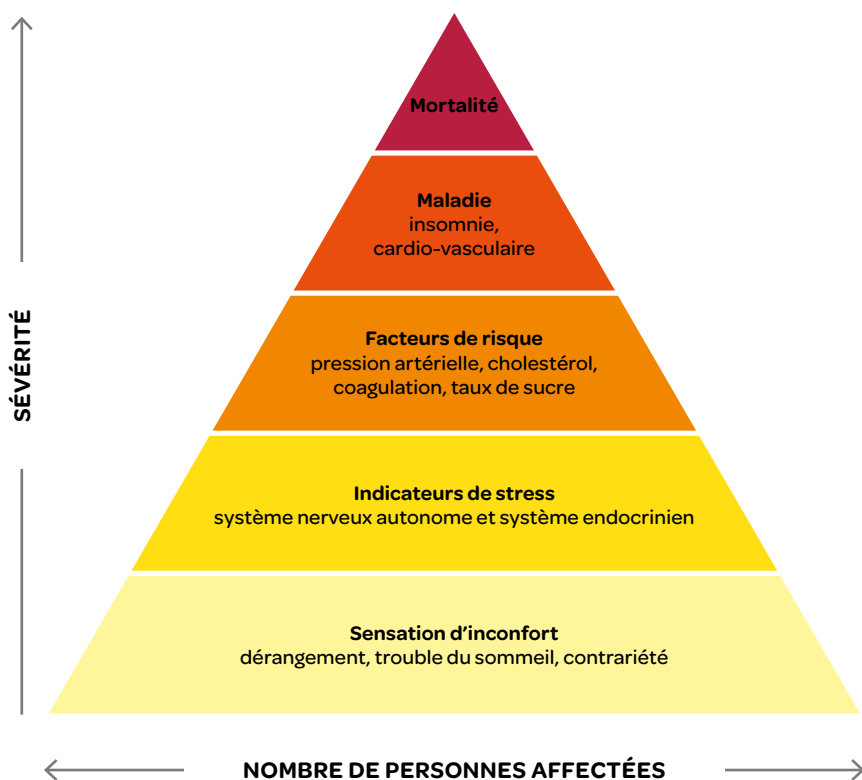 Mortalité
Maladie
insomnie,
cardio-vasculaire
Facteurs de risque
pression artérielle, cholestérol,
coagulation, taux de sucre
Indicateurs de stress
système nerveux autonome et système endocrinien
Sensation d’inconfort
dérangement, trouble du sommeil, contrariété
SÉVÉRITÉ
NOMBRE DE PERSONNES AFFECTÉES